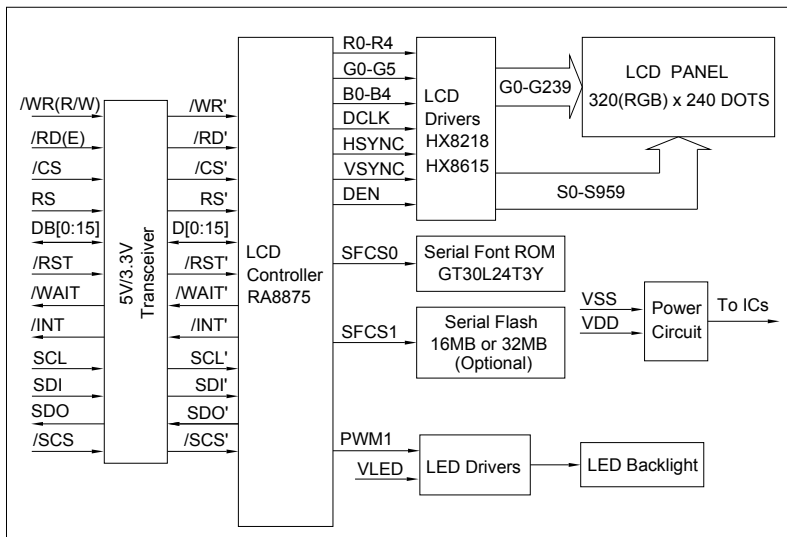 /WR(R/W)
/RD(E)
/CS
RS
DB[0:15]
/RST
/WAIT
/INT
SCL
SDI
SDO
/SCS
5V/3.3V
Transceiver
/WR'
/RD'
/CS'
RS'
D[0:15]
/RST'
/WAIT'
/INT'
SCL'
SDI'
SDO'
/SCS'
LCD
Controller
RA8875
R0-R4
G0-G5
B0-B4
DCLK
HSYNC
VSYNC
DEN
LCD
Drivers
HX8218
HX8615
G0-G239
S0-S959
LCD PANEL
320(RGB) x 240 DOTS
SFCS0
Serial Font ROM
GT30L24T3Y
SFCS1
Serial Flash
16MB or 32MB
(Optional)
VSS
VDD
Power
Circuit
To ICs
PWM1
VLED
LED Drivers
LED Backlight